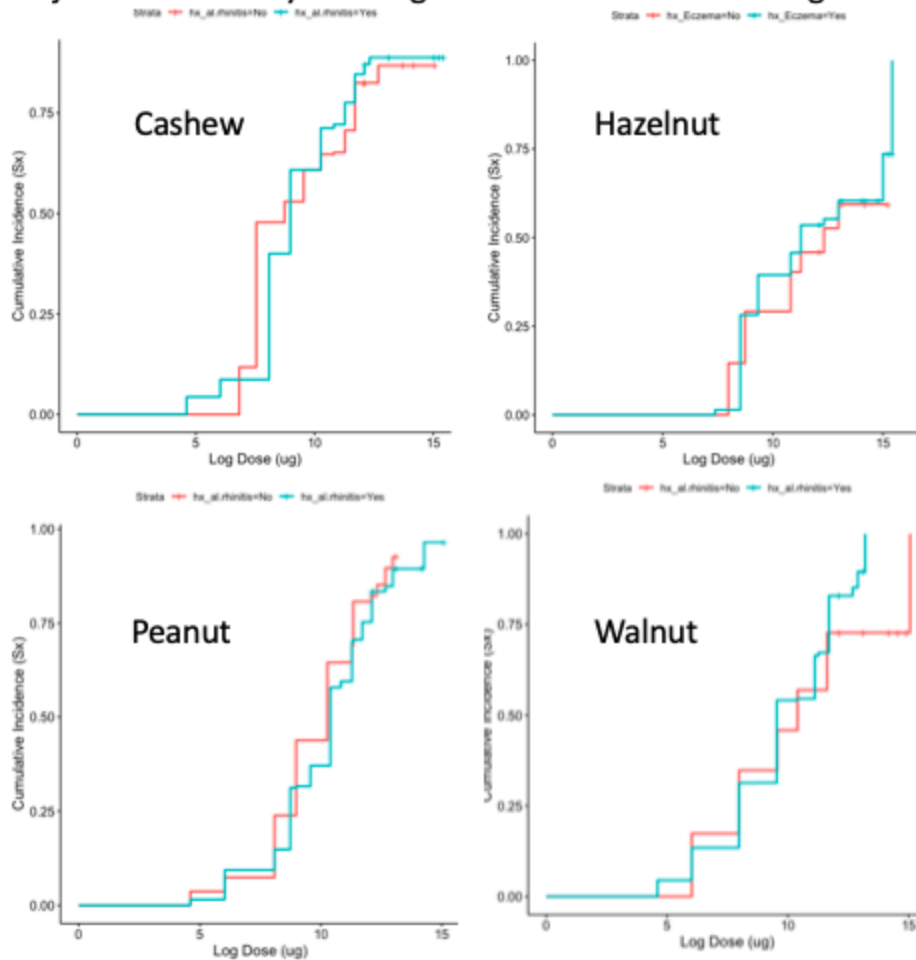 Strata hx_al.rhinitis=No hx_al.rhinitis=Yes
Cashew
Cumulative Incidence (Sx)
0.75
0.50
0.25
0.00
0 5 10 15
Log Dose (ug)
Strata hx_Eczema=No hx_Eczema=Yes
Hazelnut
Cumulative Incidence (Sx)
1.00
0.75
0.50
0.25
0.00
0 5 10 15
Log Dose (ug)
Strata hx_al.rhinitis=No hx_al.rhinitis=Yes
Peanut
Cumulative Incidence (Sx)
1.00
0.75
0.50
0.25
0.00
0 5 10 15
Log Dose (ug)
Strata hx_al.rhinitis=No hx_al.rhinitis=Yes
Walnut
Cumulative Incidence (Sx)
1.00
0.75
0.50
0.25
0.00
0 5 10 15
Log Dose (ug)